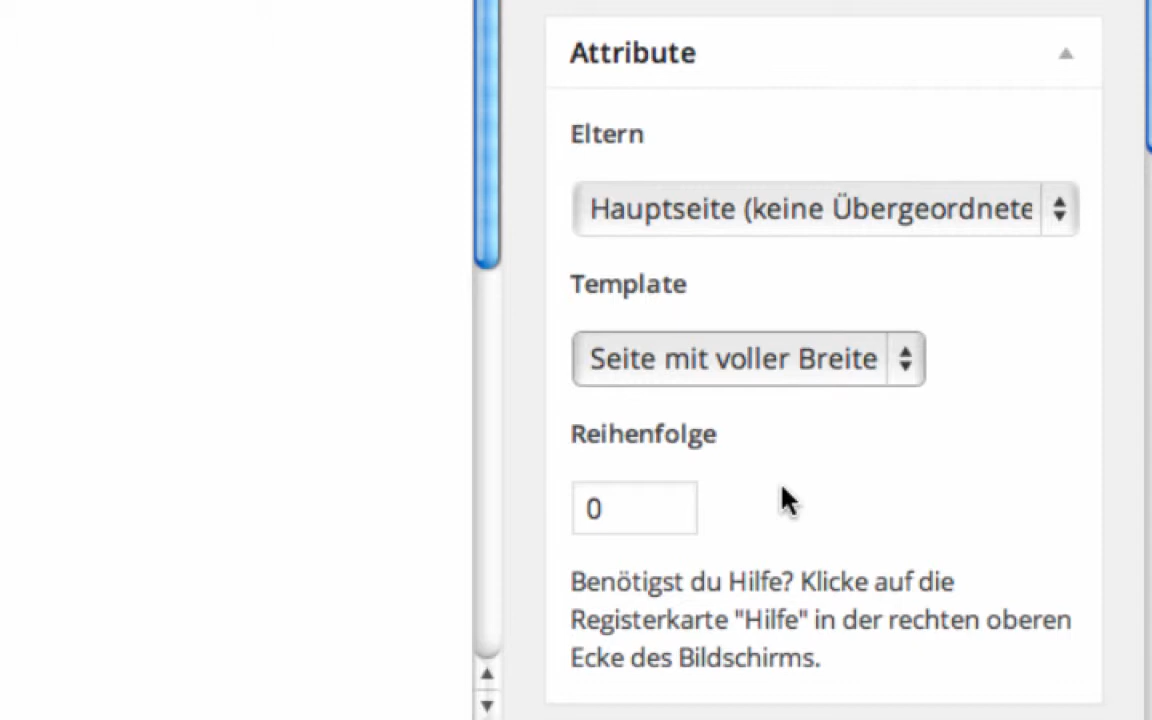 Attribute
Eltern
Hauptseite (keine Übergeordnete
Template
Seite mit voller Breite
Reihenfolge
0
Benötigst du Hilfe? Klicke auf die
Registerkarte "Hilfe" in der rechten oberen
Ecke des Bildschirms.